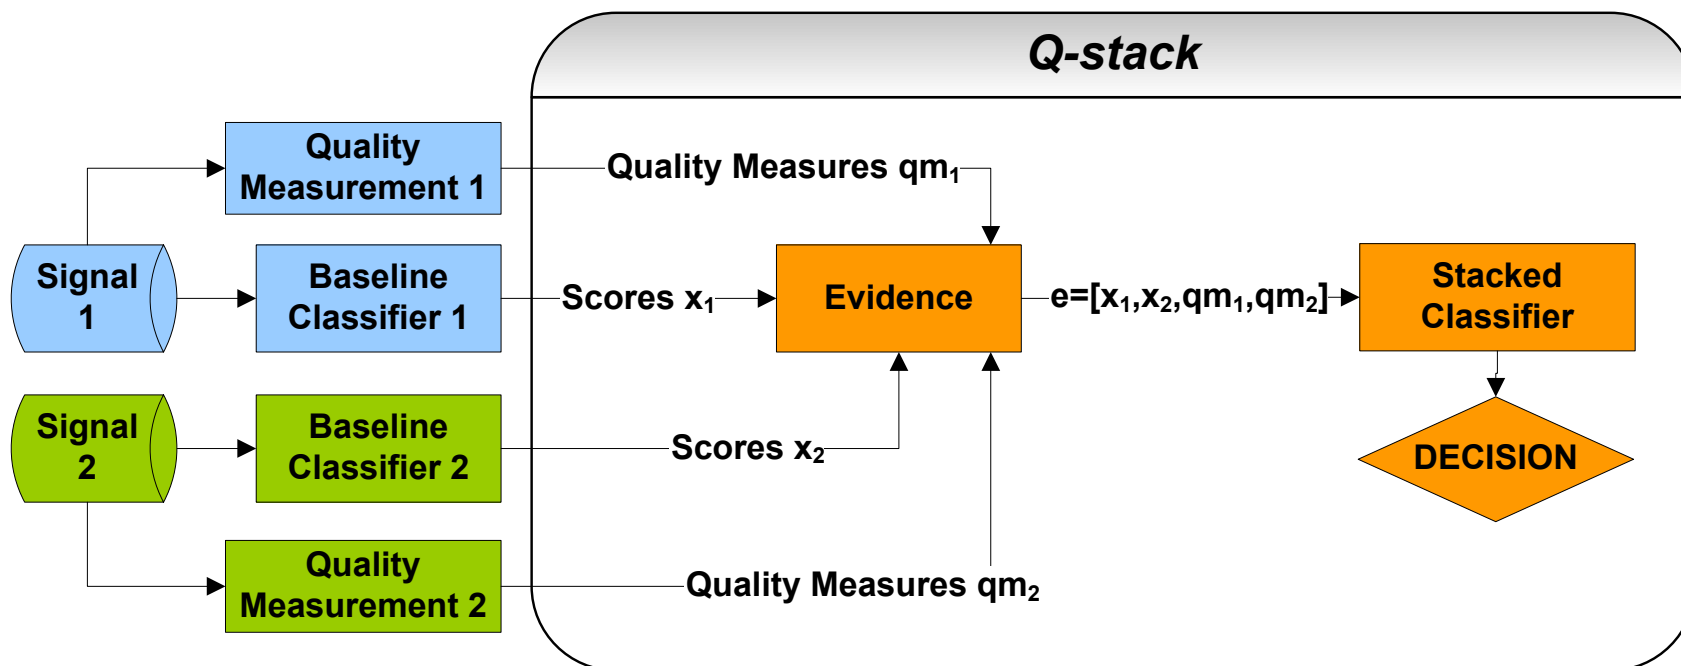 Q-stack
Quality
Measurement 1
Quality Measures qm₁
Signal
1
Baseline
Classifier 1
Scores x₁
Evidence
e=[x₁,x₂,qm₁,qm₂]
Stacked
Classifier
Signal
2
Baseline
Classifier 2
Scores x₂
DECISION
Quality
Measurement 2
Quality Measures qm₂